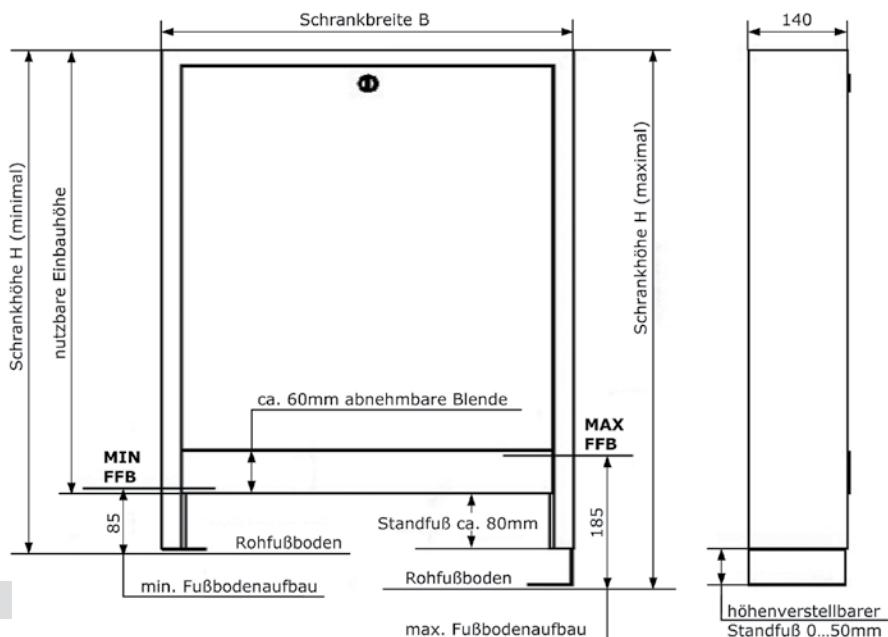 Schrankbreite B
140
Schrankhöhe H (minimal)
nutzbare Einbauhöhe
Schrankhöhe H (maximal)
ca. 60mm abnehmbare Blende
MIN
FFB
MAX
FFB
85
Standfuß ca. 80mm
185
Rohfußboden
min. Fußbodenaufbau
Rohfußboden
max. Fußbodenaufbau
höhenverstellbarer
Standfuß 0...50mm